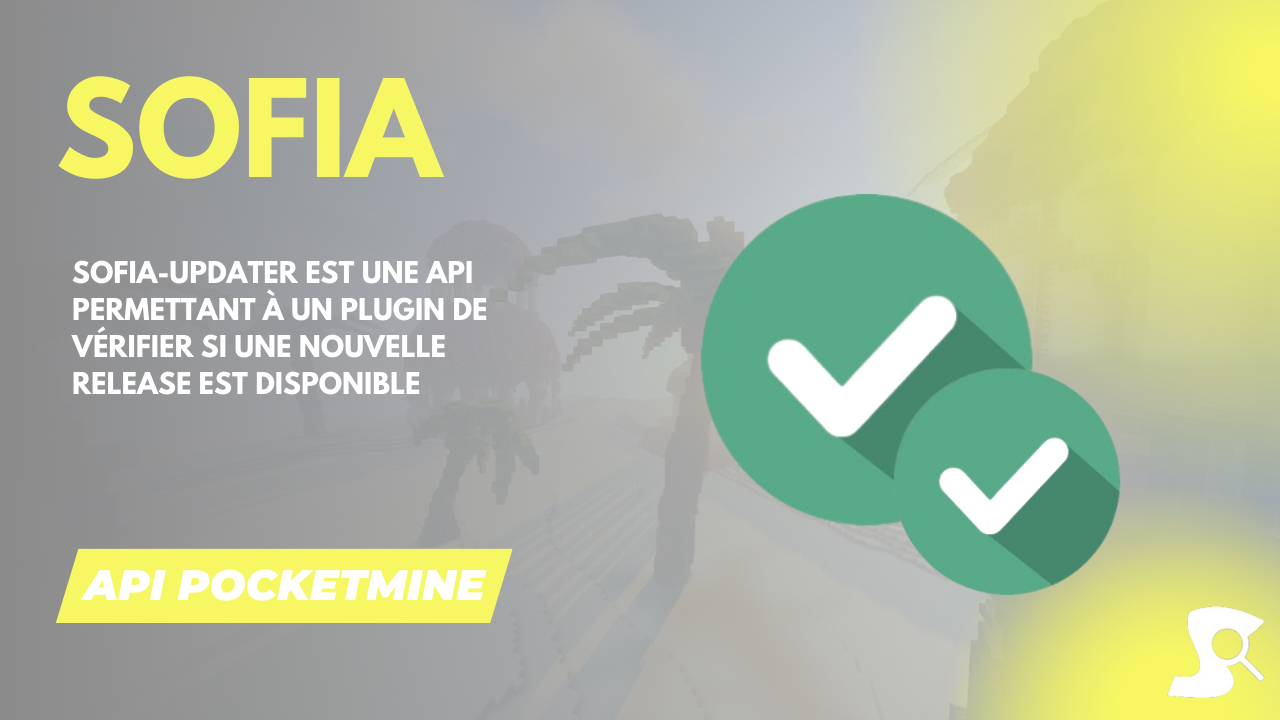 SOFIA
SOFIA-UPDATER EST UNE API
PERMETTANT À UN PLUGIN DE
VÉRIFIER SI UNE NOUVELLE
RELEASE EST DISPONIBLE
API POCKETMINE